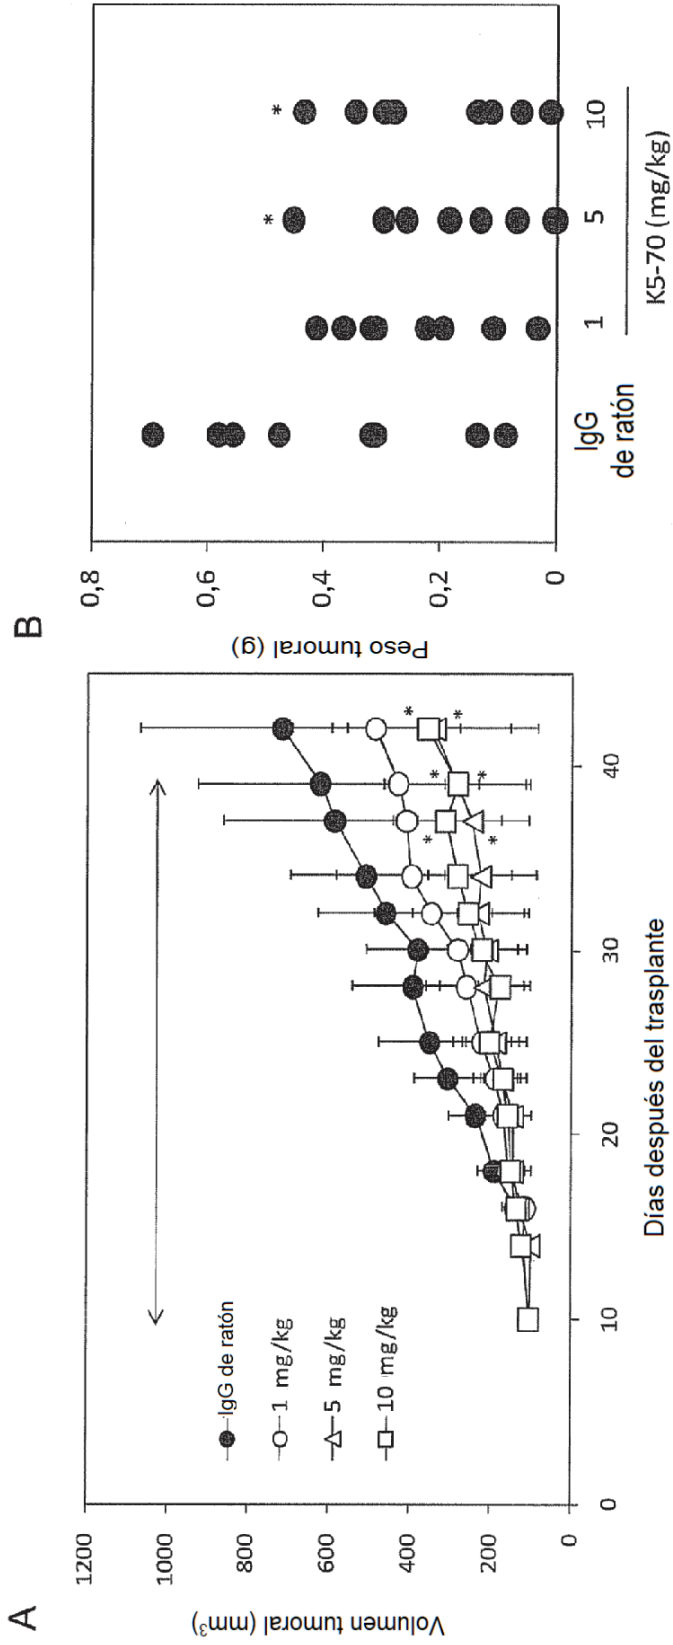 A
Volumen tumoral (mm³)
1200
1000
800
600
400
200
0
IgG de ratón
1 mg/kg
5 mg/kg
10 mg/kg
* * *
* * *
0
10
20
30
40
Días después del trasplante
B
Peso tumoral (g)
0,8
0,6
0,4
0,2
0
* *
IgG
de ratón
1
5
10
K5-70 (mg/kg)